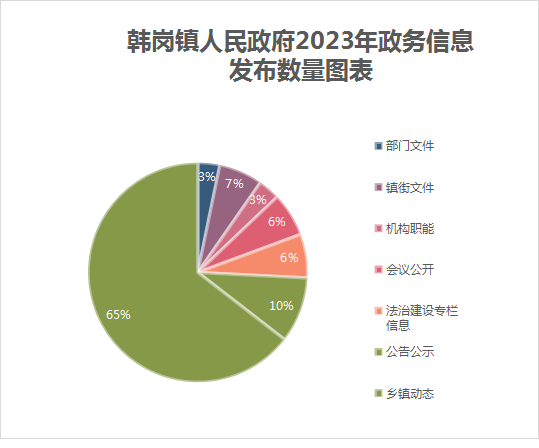 韩岗镇人民政府2023年政务信息
发布数量图表
3%
7%
3%
6%
6%
10%
65%
部门文件
镇街文件
机构职能
会议公开
法治建设专栏
信息
公告公示
乡镇动态